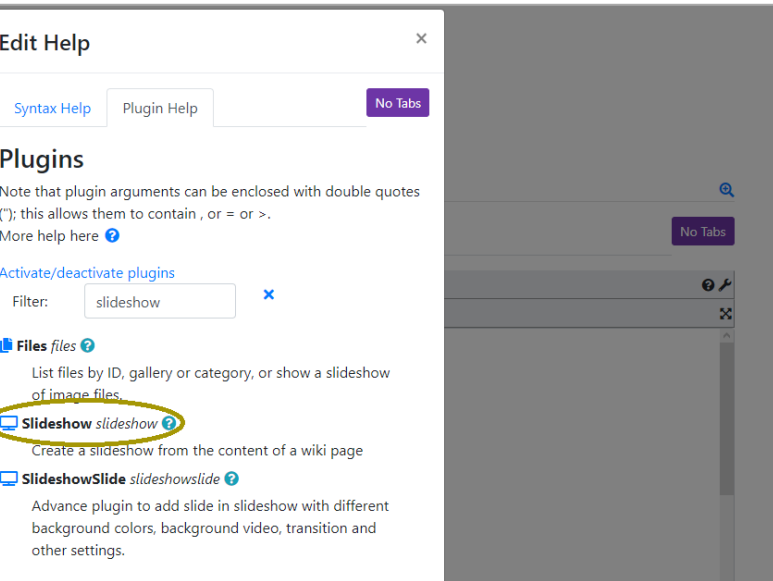 Edit Help
×
Syntax Help
Plugin Help
No Tabs
Plugins
Note that plugin arguments can be enclosed with double quotes
("); this allows them to contain , or = or >.
More help here
Activate/deactivate plugins
Filter:
slideshow
Files files
List files by ID, gallery or category, or show a slideshow
of image files.
Slideshow slideshow
Create a slideshow from the content of a wiki page
SlideshowSlide slideshowslide
Advance plugin to add slide in slideshow with different
background colors, background video, transition and
other settings.
No Tabs